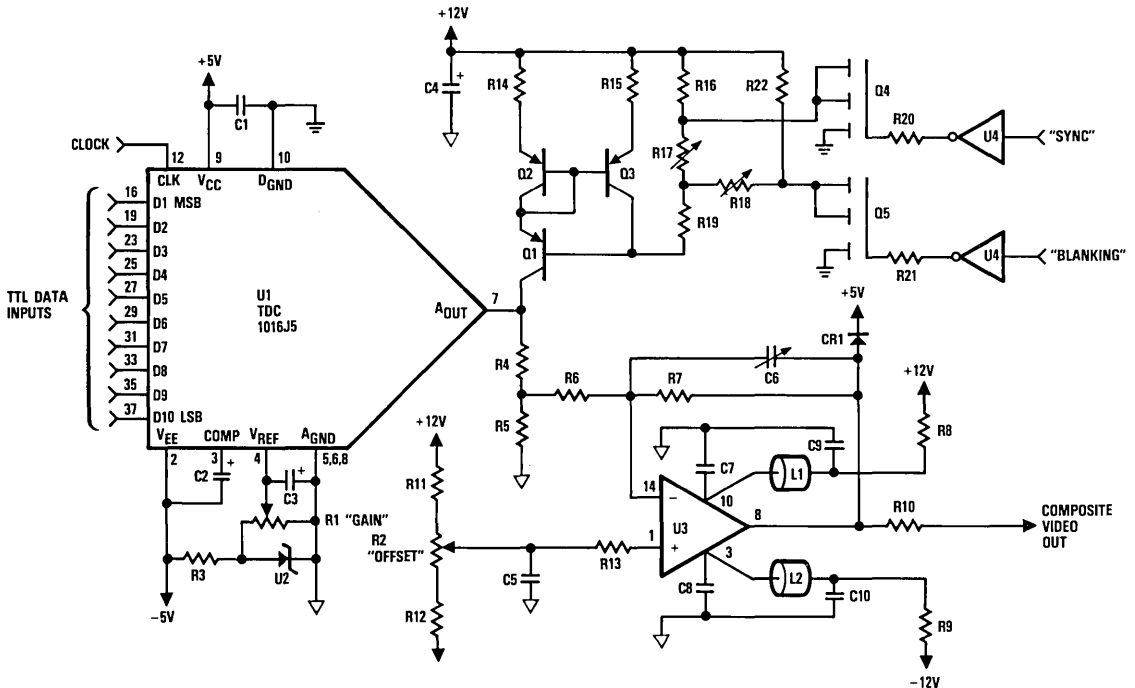 +12V
+5V
C4
+
R14
R15
R16
R22
Q4
C1
R20
U4
"SYNC"
CLOCK
12
9
10
CLK
VCC
DGND
R17
Q2
Q3
R18
Q5
16
D1 MSB
19
D2
23
D3
25
D4
27
D5
29
D6
31
D7
33
D8
35
D9
37
D10 LSB
TTL DATA
INPUTS
U1
TDC
1016J5
AOUT
7
Q1
R19
R21
U4
"BLANKING"
+5V
CR1
C6
R4
R6
R7
+12V
R5
R8
VEE
COMP
VREF
AGND
2
3
4
5,6,8
C2
+
C3
+
R1 "GAIN"
R3
U2
-5V
+12V
R11
R2
"OFFSET"
R12
C5
R13
C9
C7
L1
14
-
10
1
+
U3
8
3
R10
COMPOSITE
VIDEO
OUT
C8
L2
C10
R9
-12V